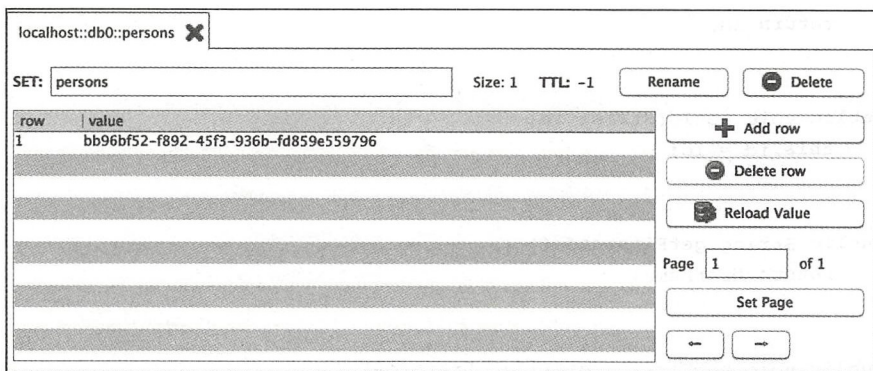 localhost::db0::persons
SET: persons Size: 1 TTL: -1 Rename Delete
row value
1 bb96bf52-f892-45f3-936b-fd859e559796
Add row
Delete row
Reload Value
Page 1 of 1
Set Page
← →